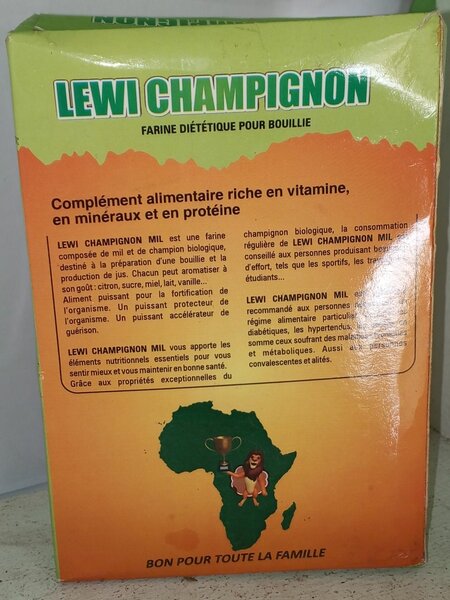 LEWI CHAMPIGNON
FARINE DIÉTÉTIQUE POUR BOUILLIE
Complément alimentaire riche en vitamine,
en minéraux et en protéine
LEWI CHAMPIGNON MIL est une farine
composée de mil et de champion biologique,
destiné à la préparation d'une bouillie et la
production de jus. Chacun peut aromatiser à
son goût : citron, sucre, miel, lait, vanille...
Aliment puissant pour la fortification de
l'organisme. Un puissant protecteur de
l'organisme. Un puissant accélérateur de
guérison.
LEWI CHAMPIGNON MIL vous apporte les
éléments nutritionnels essentiels pour vous
sentir mieux et vous maintenir en bonne santé.
Grâce aux propriétés exceptionnelles du
champignon biologique, la consommation
régulière de LEWI CHAMPIGNON MIL
conseillé aux personnes produisant
d'effort, tels que les sportifs, les
étudiants...
LEWI CHAMPIGNON MIL
recommandé aux personnes
régime alimentaire
diabétiques, les hypertendus,
somme ceux souffrant des
et métaboliques. Aussi aux personnes
convalescentes et alités.
BON POUR TOUTE LA FAMILLE